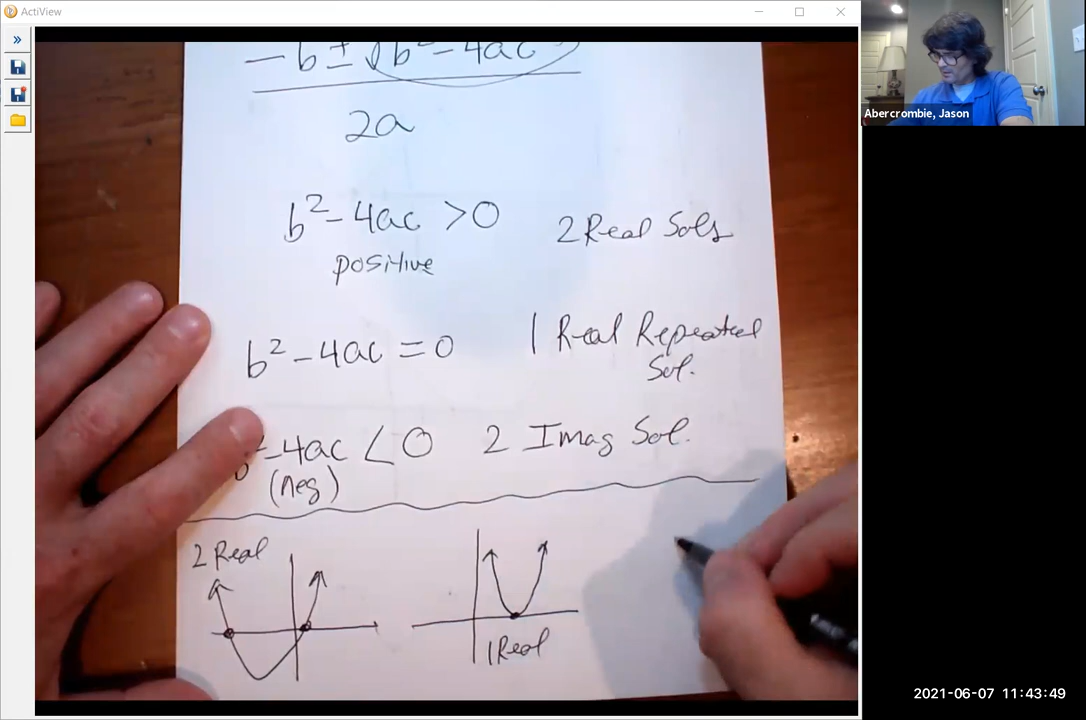 ActiView
-b±√b²-4ac
2a
b²-4ac >0 2 Real Sols
positive
b²-4ac = 0 1 Real Repeated
Sol.
b²-4ac <0 2 Imag Sol.
(neg)
2 Real
1 Real
Abercrombie, Jason
2021-06-07 11:43:49